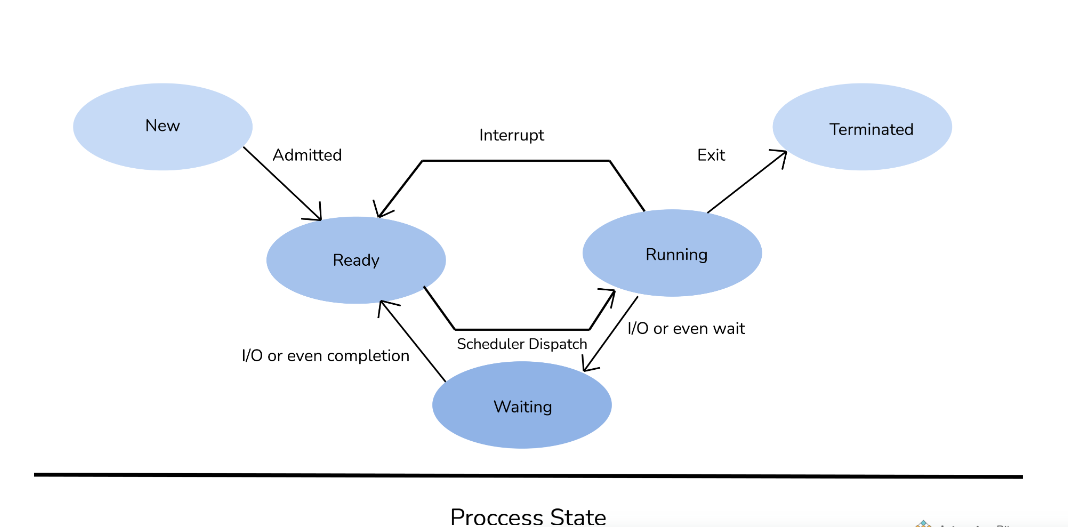 New
Terminated
Interrupt
Admitted
Exit
Ready
Running
I/O or even wait
Scheduler Dispatch
I/O or even completion
Waiting
Proccess State